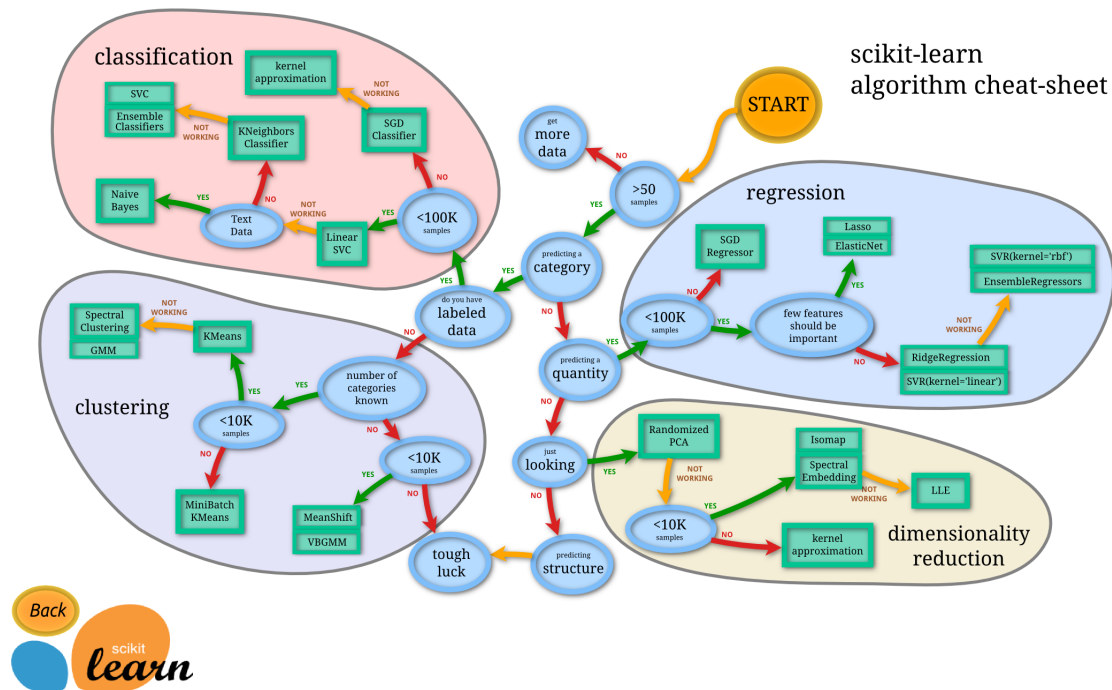 scikit-learn
algorithm cheat-sheet
START
>50
samples
NO
get
more
data
YES
predicting a
category
YES
do you have
labeled
data
YES
classification
<100K
samples
YES
Linear
SVC
NOT
WORKING
Text
Data
YES
Naive
Bayes
NO
KNeighbors
Classifier
NOT
WORKING
SVC
Ensemble
Classifiers
NO
SGD
Classifier
NOT
WORKING
kernel
approximation
NO
clustering
number of
categories
known
YES
<10K
samples
YES
KMeans
NOT
WORKING
Spectral
Clustering
GMM
NO
MiniBatch
KMeans
NO
<10K
samples
YES
MeanShift
VBGMM
NO
tough
luck
NO
predicting a
quantity
YES
regression
<100K
samples
NO
SGD
Regressor
YES
few features
should be
important
YES
Lasso
ElasticNet
NO
RidgeRegression
SVR(kernel='linear')
NOT
WORKING
SVR(kernel='rbf')
EnsembleRegressors
NO
just
looking
YES
Randomized
PCA
NOT
WORKING
<10K
samples
YES
Isomap
Spectral
Embedding
NOT
WORKING
LLE
NO
kernel
approximation
dimensionality
reduction
NO
predicting
structure
Back
scikit
learn